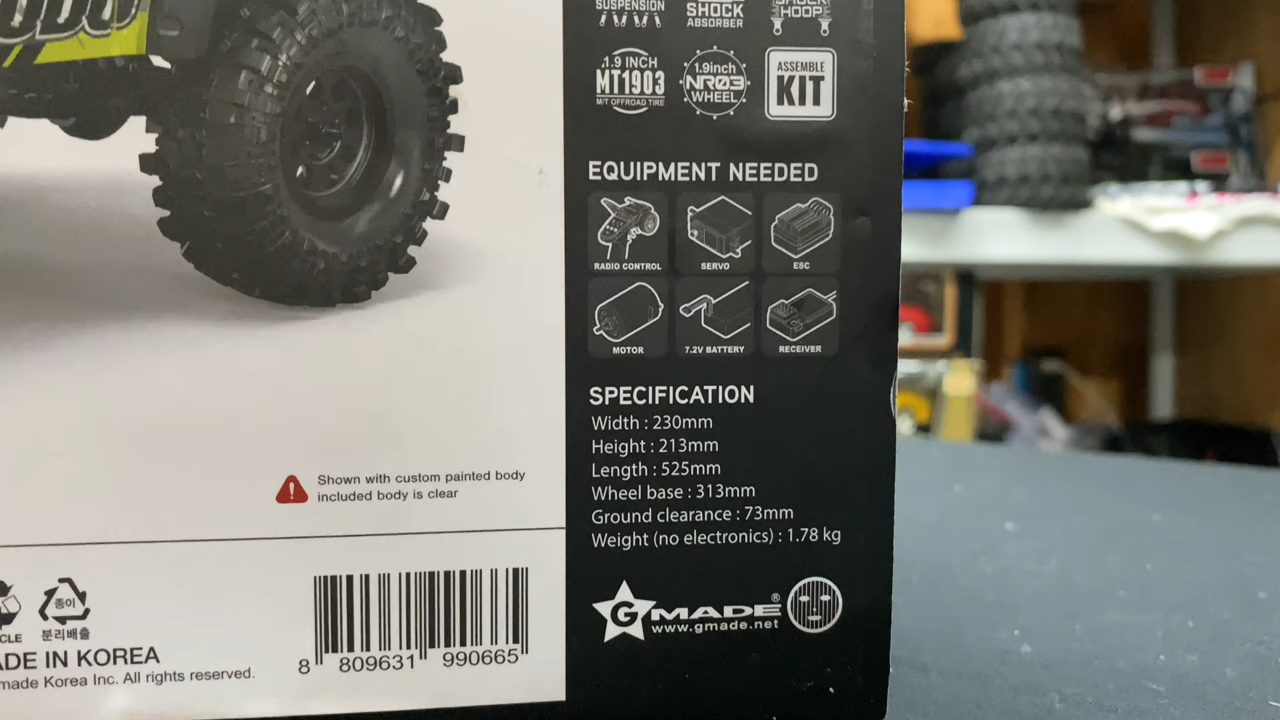 SUSPENSION
SHOCK
ABSORBER
HOOP
1.9 INCH
MT1903
M/T OFFROAD TIRE
1.9inch
NR03
WHEEL
ASSEMBLE
KIT
EQUIPMENT NEEDED
RADIO CONTROL
SERVO
ESC
MOTOR
7.2V BATTERY
RECEIVER
SPECIFICATION
Width : 230mm
Height : 213mm
Length : 525mm
Wheel base : 313mm
Ground clearance : 73mm
Weight (no electronics) : 1.78 kg
Shown with custom painted body
included body is clear
GMADE®
www.gmade.net
종이
분리배출
CLE
ADE IN KOREA
made Korea Inc. All rights reserved.
8 809631 990665